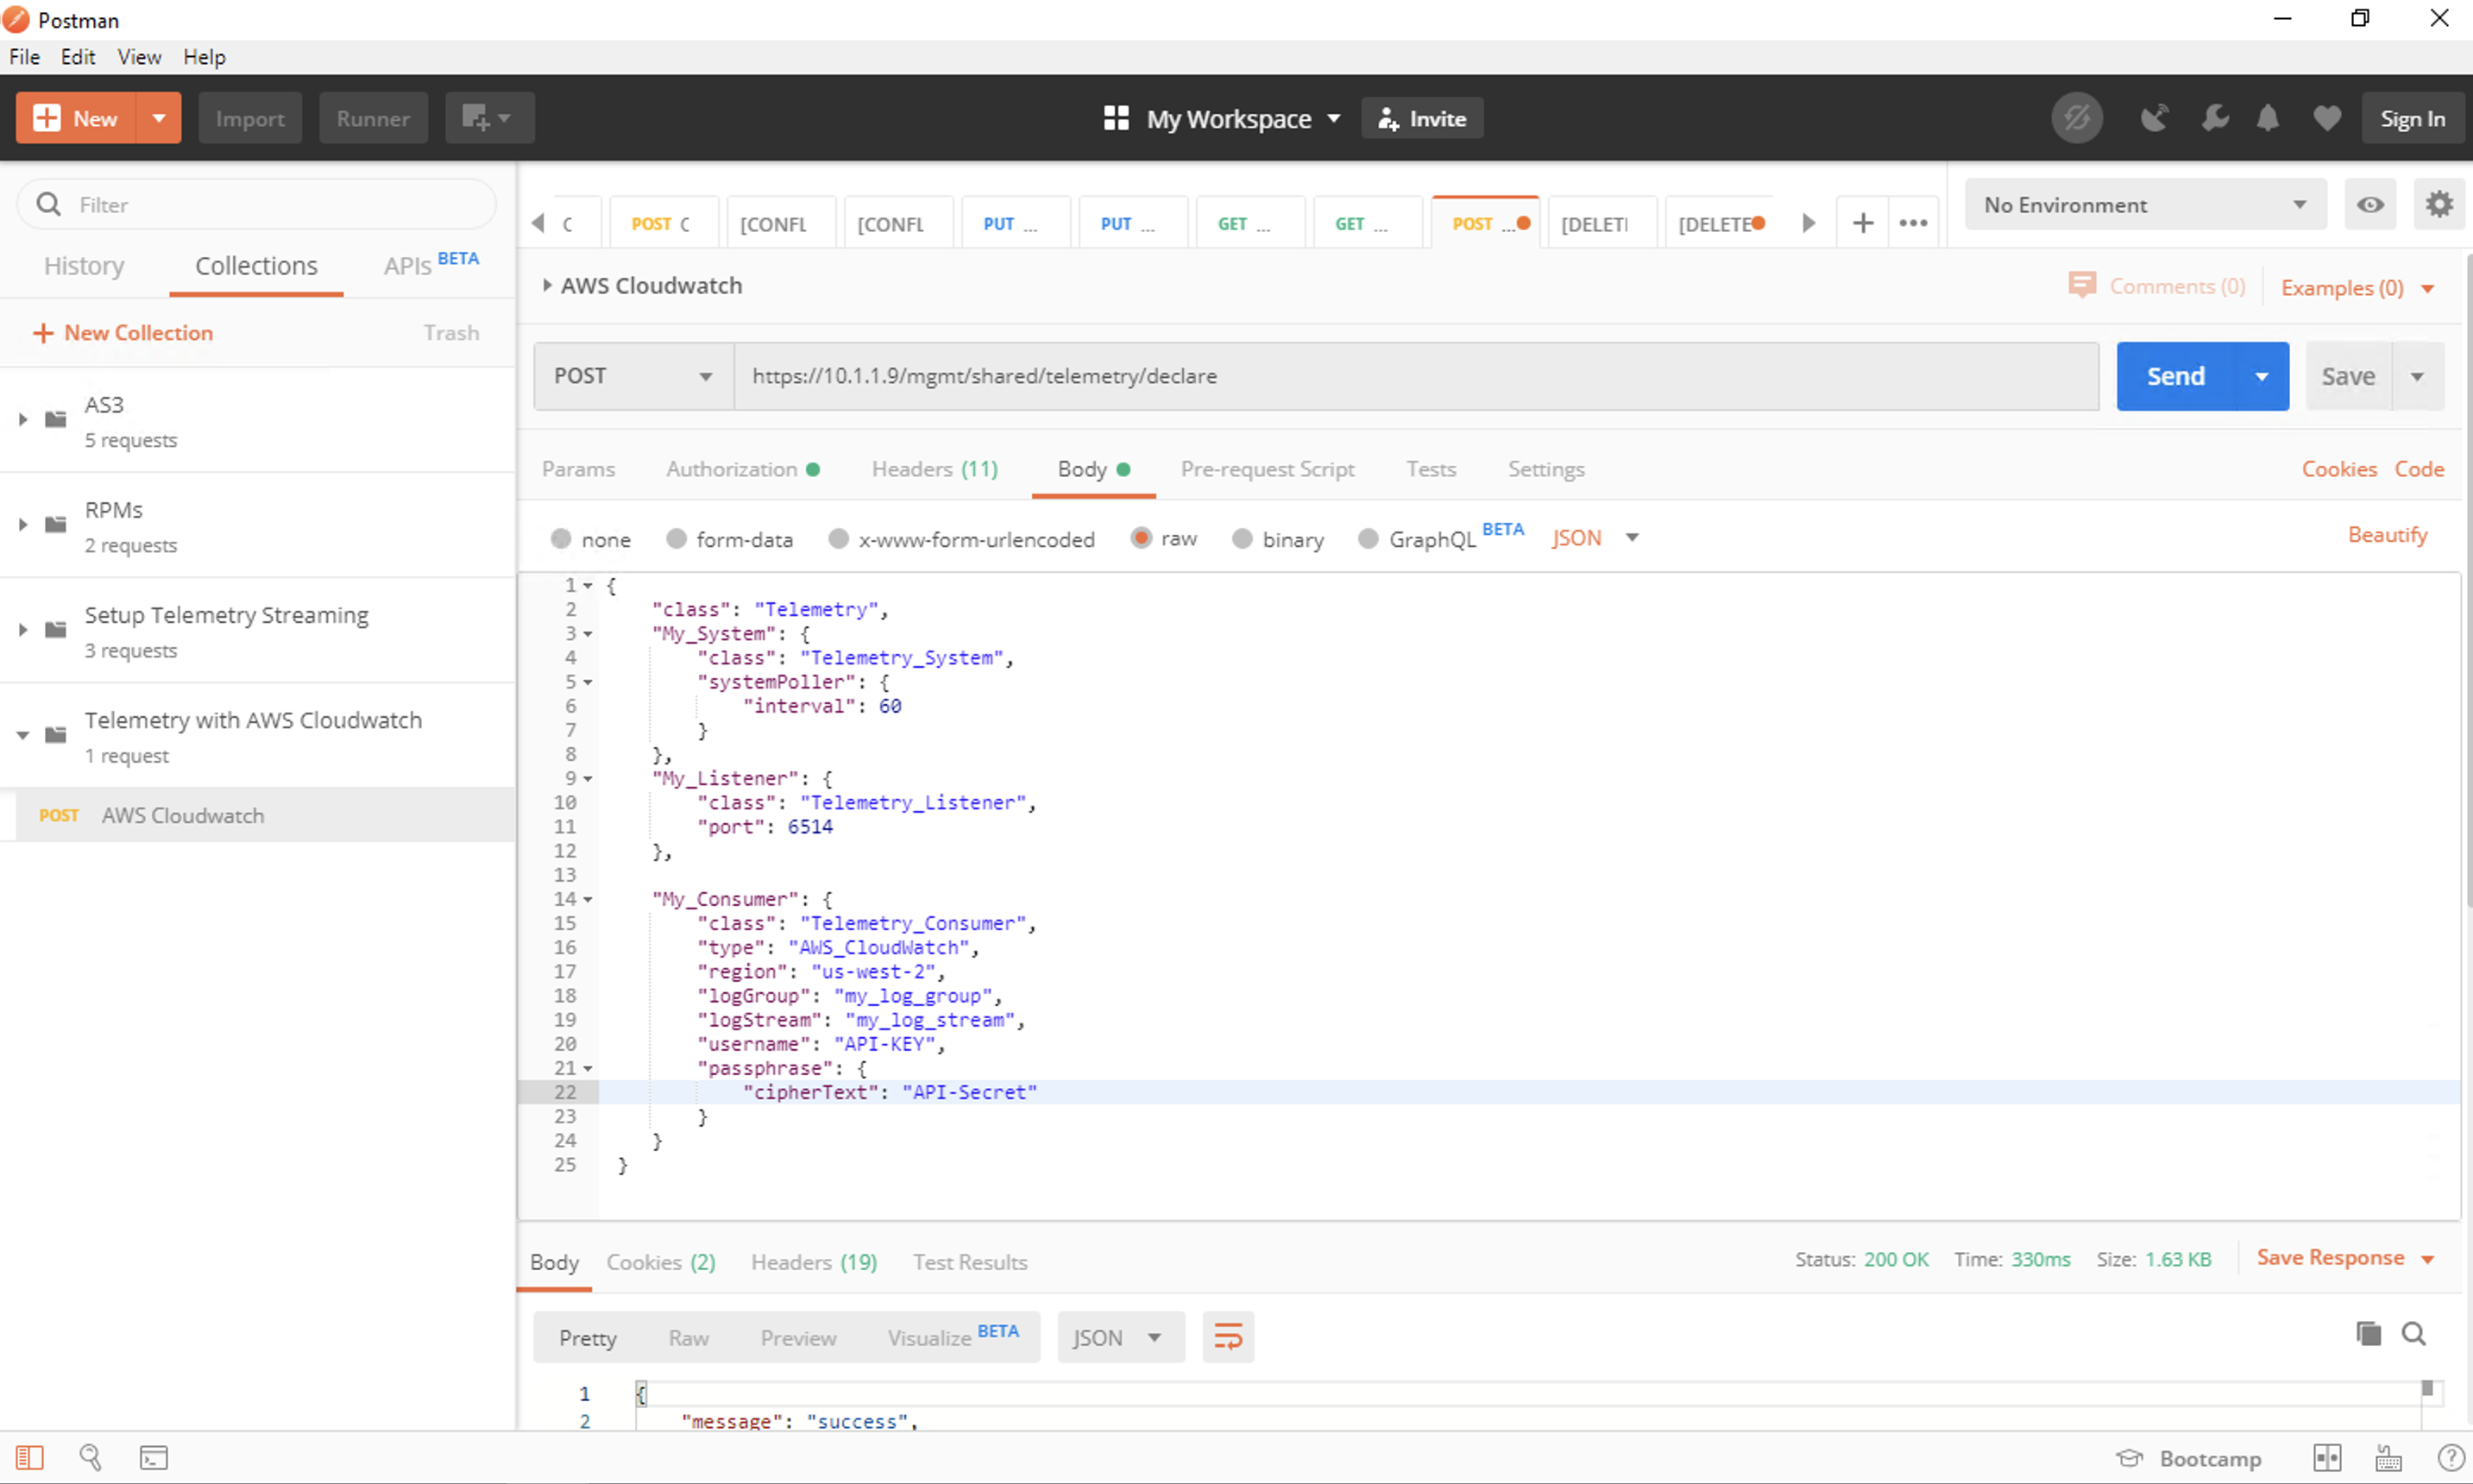 Postman
File Edit View Help
New Import Runner My Workspace Invite Sign In
Filter
History Collections APIs BETA
New Collection Trash
AS3
5 requests
RPMs
2 requests
Setup Telemetry Streaming
3 requests
Telemetry with AWS Cloudwatch
1 request
POST AWS Cloudwatch
C POST C [CONFL [CONFL PUT ... PUT ... GET ... GET ... POST ... [DELETI [DELETE + •••
No Environment
AWS Cloudwatch Comments (0) Examples (0)
POST https://10.1.1.9/mgmt/shared/telemetry/declare Send Save
Params Authorization Headers (11) Body Pre-request Script Tests Settings Cookies Code
none form-data x-www-form-urlencoded raw binary GraphQL BETA JSON Beautify
1 {
2 "class": "Telemetry",
3 "My_System": {
4 "class": "Telemetry_System",
5 "systemPoller": {
6 "interval": 60
7 }
8 },
9 "My_Listener": {
10 "class": "Telemetry_Listener",
11 "port": 6514
12 },
13
14 "My_Consumer": {
15 "class": "Telemetry_Consumer",
16 "type": "AWS_CloudWatch",
17 "region": "us-west-2",
18 "logGroup": "my_log_group",
19 "logStream": "my_log_stream",
20 "username": "API-KEY",
21 "passphrase": {
22 "cipherText": "API-Secret"
23 }
24 }
25 }
Body Cookies (2) Headers (19) Test Results Status: 200 OK Time: 330ms Size: 1.63 KB Save Response
Pretty Raw Preview Visualize BETA JSON
1 {
2 "message": "success",
Bootcamp